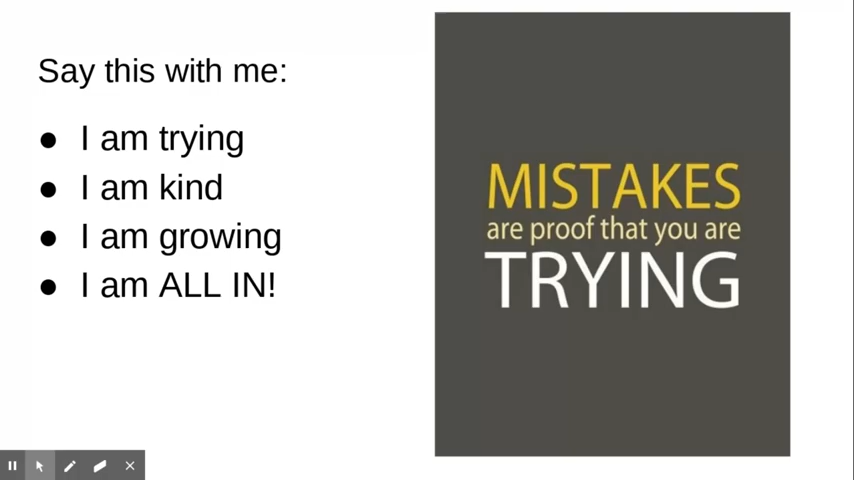 Say this with me:
● I am trying
● I am kind
● I am growing
● I am ALL IN!
MISTAKES
are proof that you are
TRYING